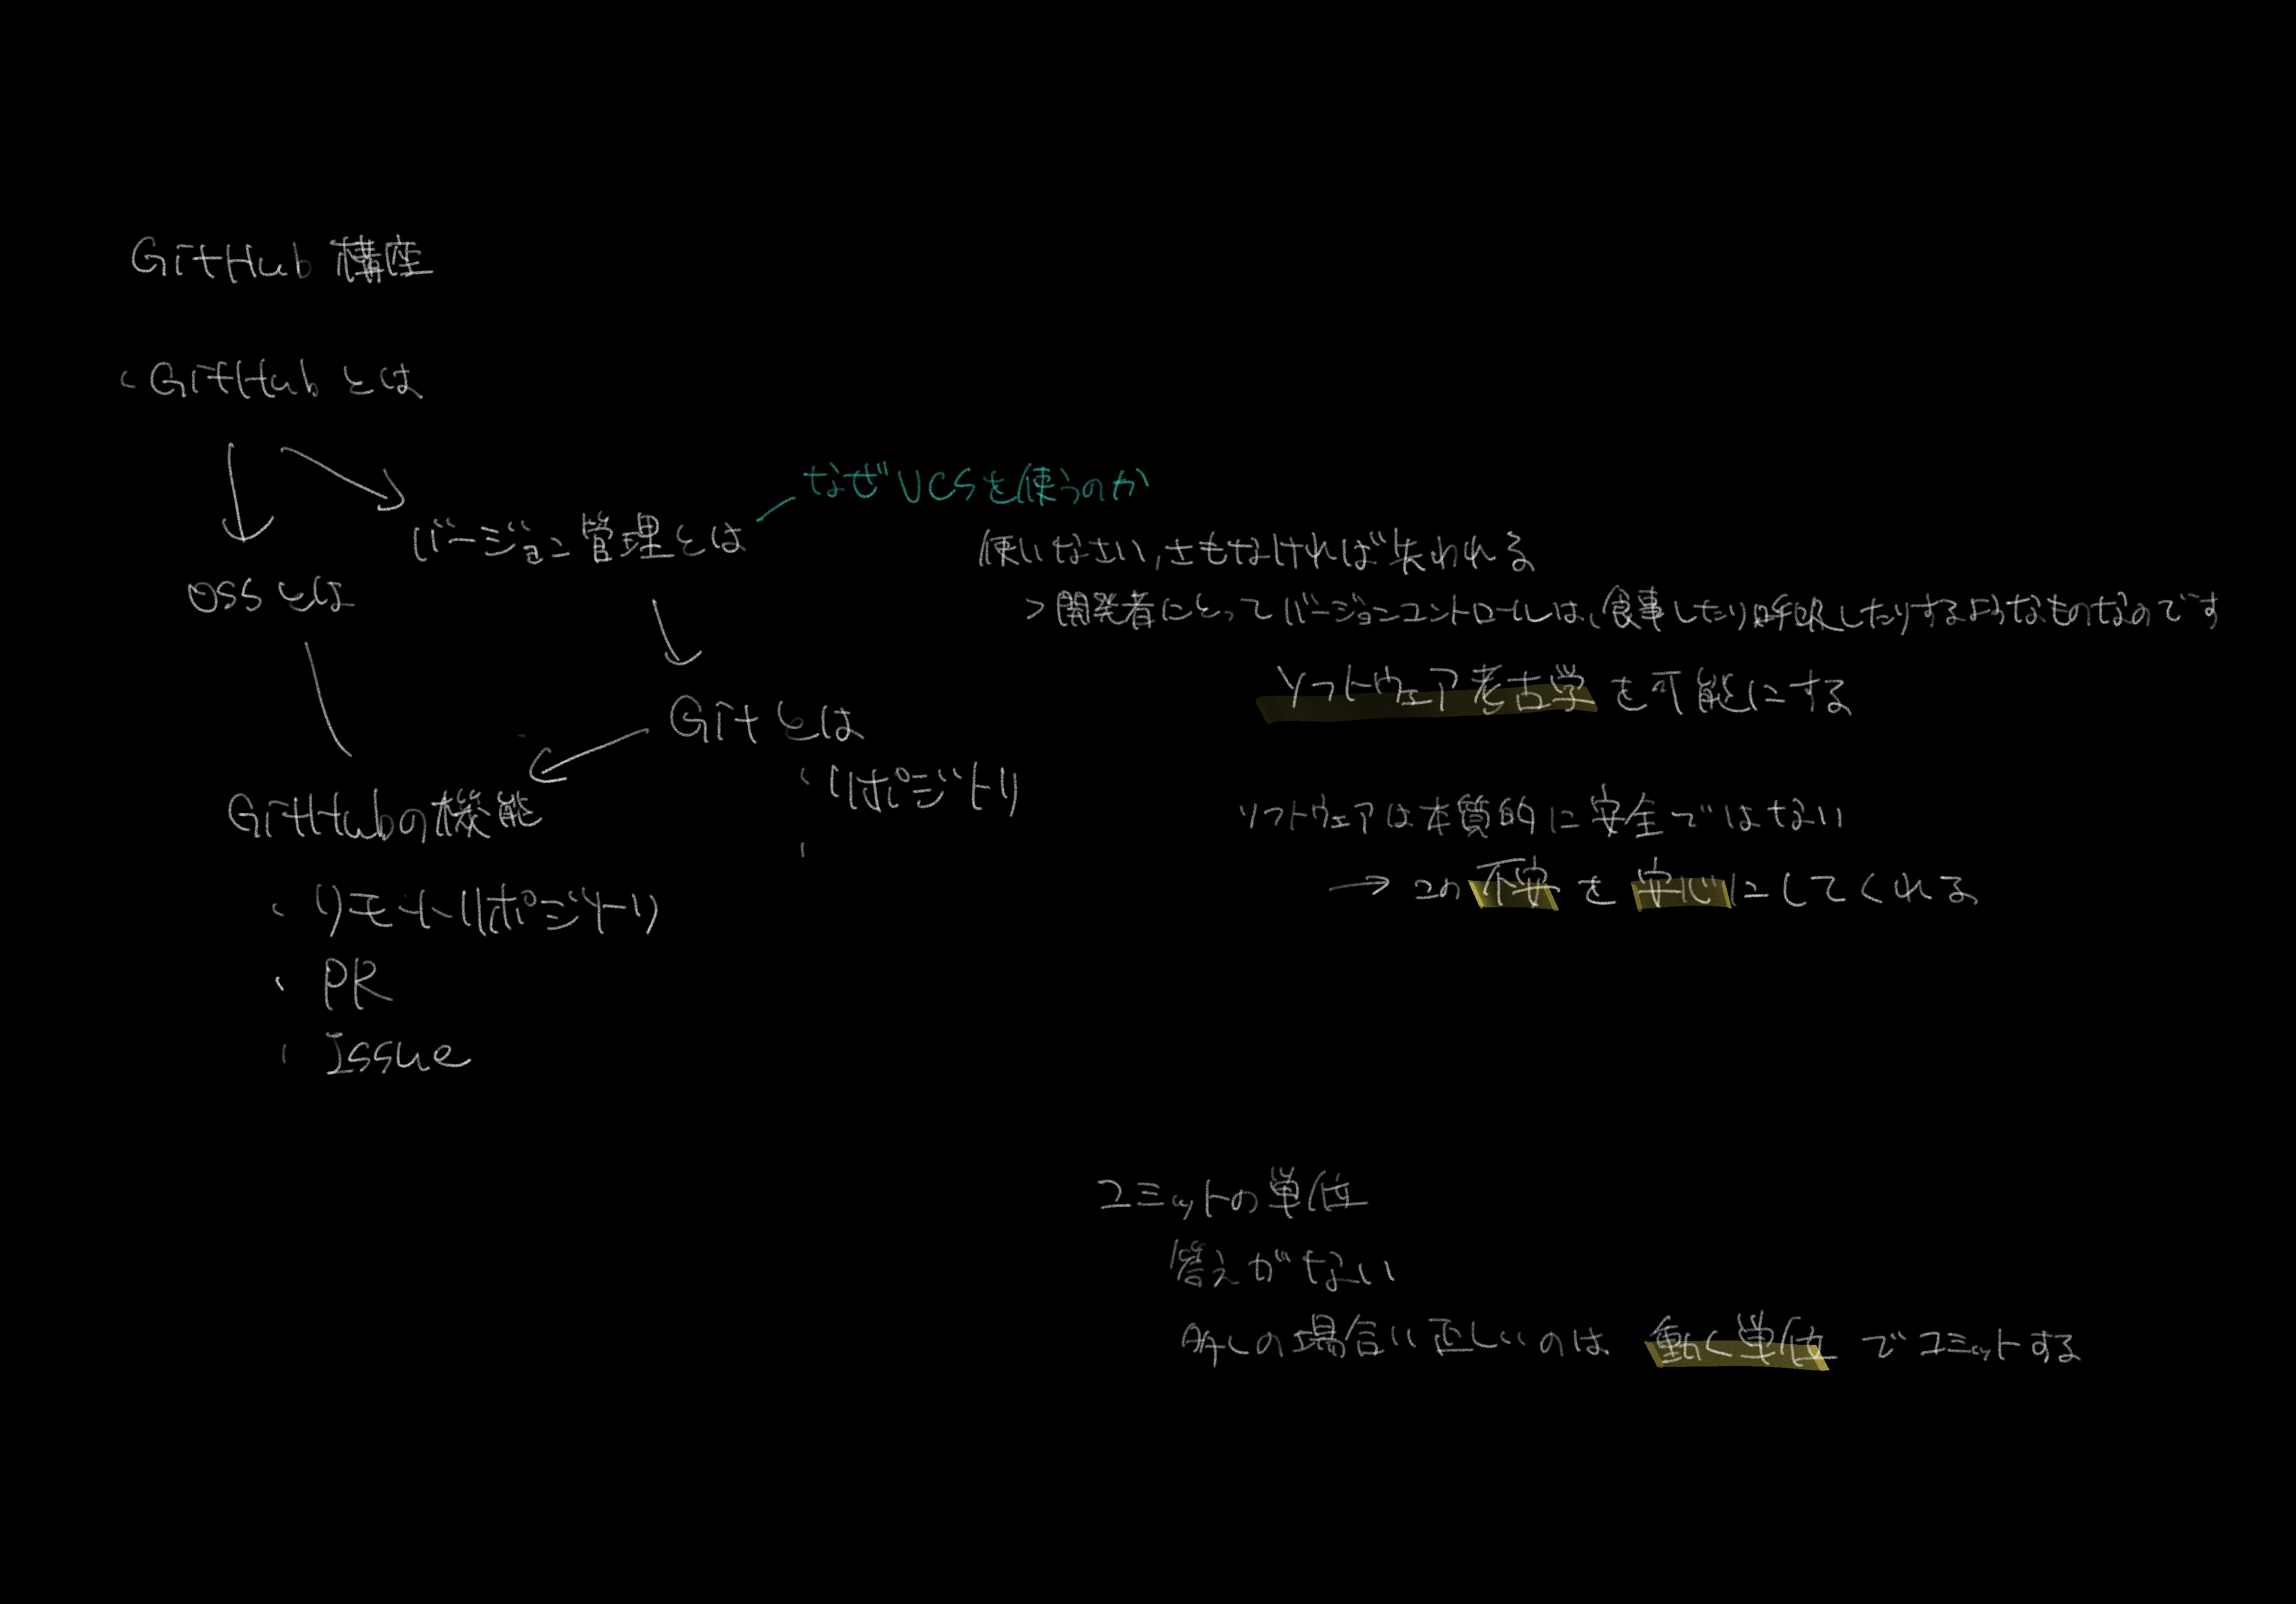 GitHub 講座
・GitHub とは
なぜVCSを使うのか
バージョン管理とは
使いなさい,さもなければ失われる
OSSとは
>開発者にとってバージョンコントロールは、食事したり呼吸したりするようなものなのです
ソフトウェア考古学を可能にする
Gitとは
・リポジトリ
・
GitHubの機能
ソフトウェアは本質的に安全ではない
→この不安を安心にしてくれる
・リモートリポジトリ
・PR
・Issue
コミットの単位
答えがない
の場合い正しいのは 動く単位 でコミットする